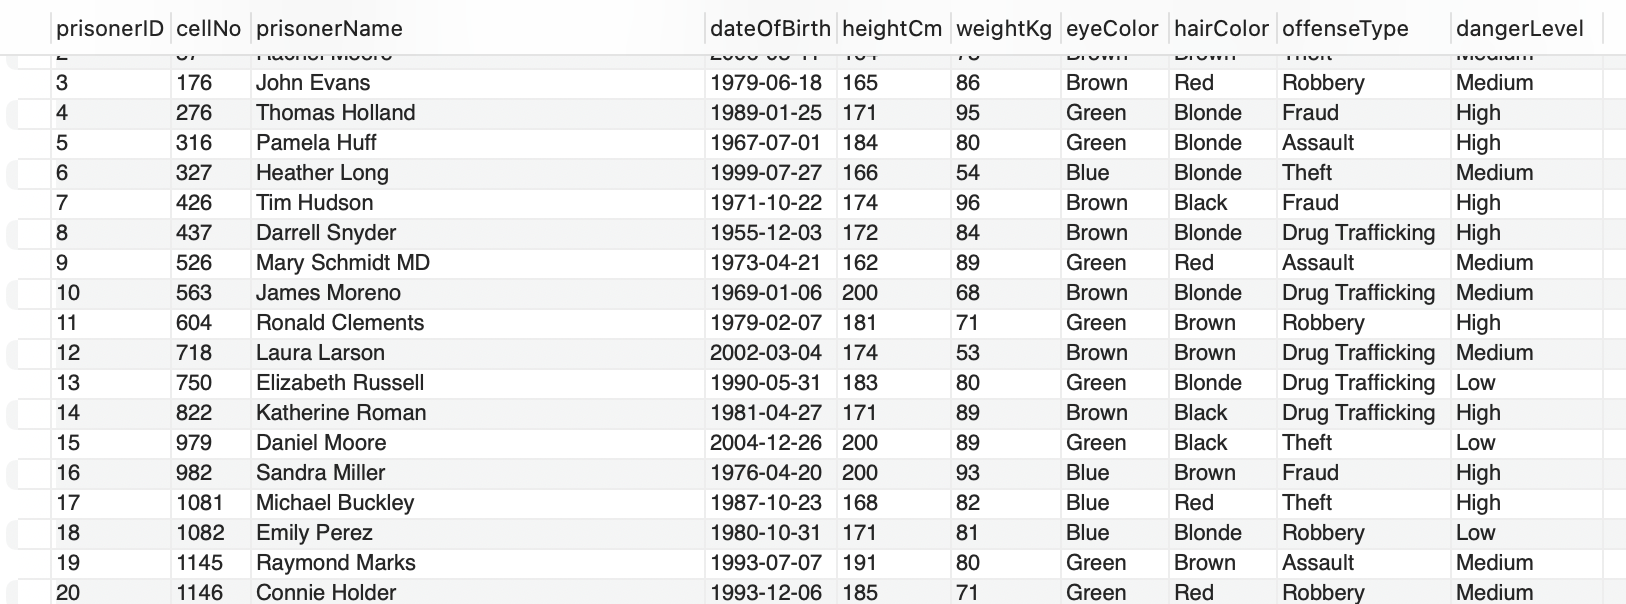 prisonerID cellNo prisonerName dateOfBirth heightCm weightKg eyeColor hairColor offenseType dangerLevel
3 176 John Evans 1979-06-18 165 86 Brown Red Robbery Medium
4 276 Thomas Holland 1989-01-25 171 95 Green Blonde Fraud High
5 316 Pamela Huff 1967-07-01 184 80 Green Blonde Assault High
6 327 Heather Long 1999-07-27 166 54 Blue Blonde Theft Medium
7 426 Tim Hudson 1971-10-22 174 96 Brown Black Fraud High
8 437 Darrell Snyder 1955-12-03 172 84 Brown Blonde Drug Trafficking High
9 526 Mary Schmidt MD 1973-04-21 162 89 Green Red Assault Medium
10 563 James Moreno 1969-01-06 200 68 Brown Blonde Drug Trafficking Medium
11 604 Ronald Clements 1979-02-07 181 71 Green Brown Robbery High
12 718 Laura Larson 2002-03-04 174 53 Brown Brown Drug Trafficking Medium
13 750 Elizabeth Russell 1990-05-31 183 80 Green Blonde Drug Trafficking Low
14 822 Katherine Roman 1981-04-27 171 89 Brown Black Drug Trafficking High
15 979 Daniel Moore 2004-12-26 200 89 Green Black Theft Low
16 982 Sandra Miller 1976-04-20 200 93 Blue Brown Fraud High
17 1081 Michael Buckley 1987-10-23 168 82 Blue Red Theft High
18 1082 Emily Perez 1980-10-31 171 81 Blue Blonde Robbery Low
19 1145 Raymond Marks 1993-07-07 191 80 Green Brown Assault Medium
20 1146 Connie Holder 1993-12-06 185 71 Green Red Robbery Medium